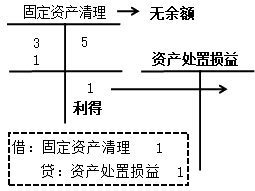 固定资产清理 无余额
3 5
1
资产处置损益
1
利得
借：固定资产清理 1
贷：资产处置损益 1